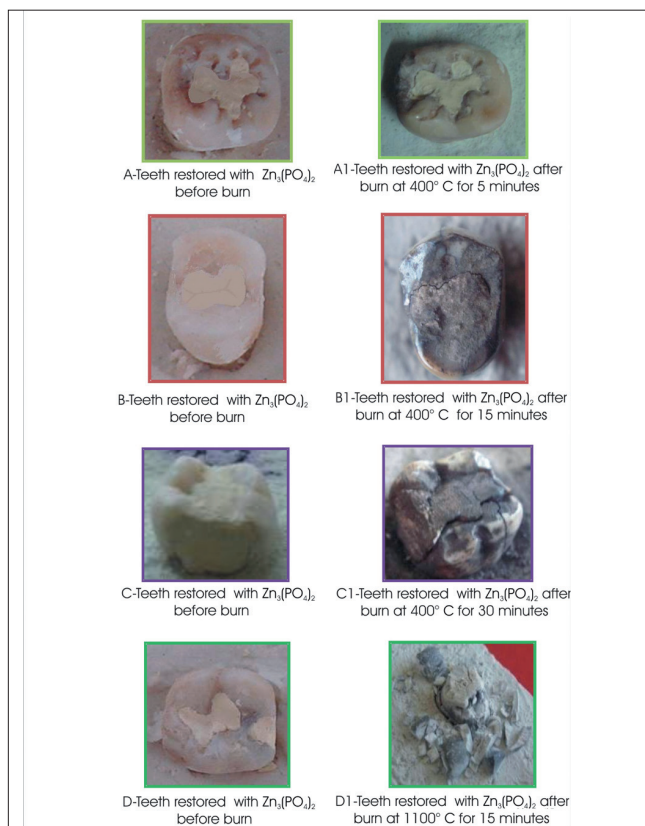 A-Teeth restored with Zn₃(PO₄)₂
before burn
A1-Teeth restored with Zn₃(PO₄)₂ after
burn at 400° C for 5 minutes
B-Teeth restored with Zn₃(PO₄)₂
before burn
B1-Teeth restored with Zn₃(PO₄)₂ after
burn at 400° C for 15 minutes
C-Teeth restored with Zn₃(PO₄)₂
before burn
C1-Teeth restored with Zn₃(PO₄)₂ after
burn at 400° C for 30 minutes
D-Teeth restored with Zn₃(PO₄)₂
before burn
D1-Teeth restored with Zn₃(PO₄)₂ after
burn at 1100° C for 15 minutes